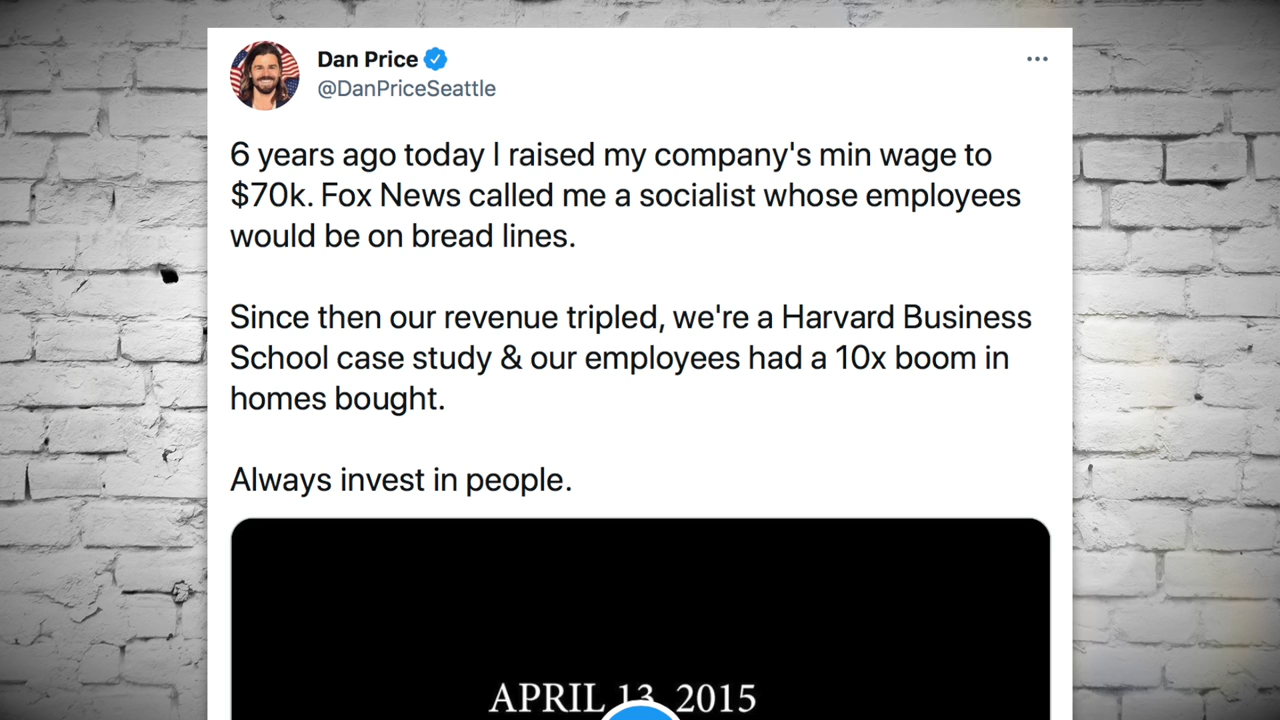 Dan Price
@DanPriceSeattle
6 years ago today I raised my company's min wage to
$70k. Fox News called me a socialist whose employees
would be on bread lines.
Since then our revenue tripled, we're a Harvard Business
School case study & our employees had a 10x boom in
homes bought.
Always invest in people.
APRIL 13, 2015